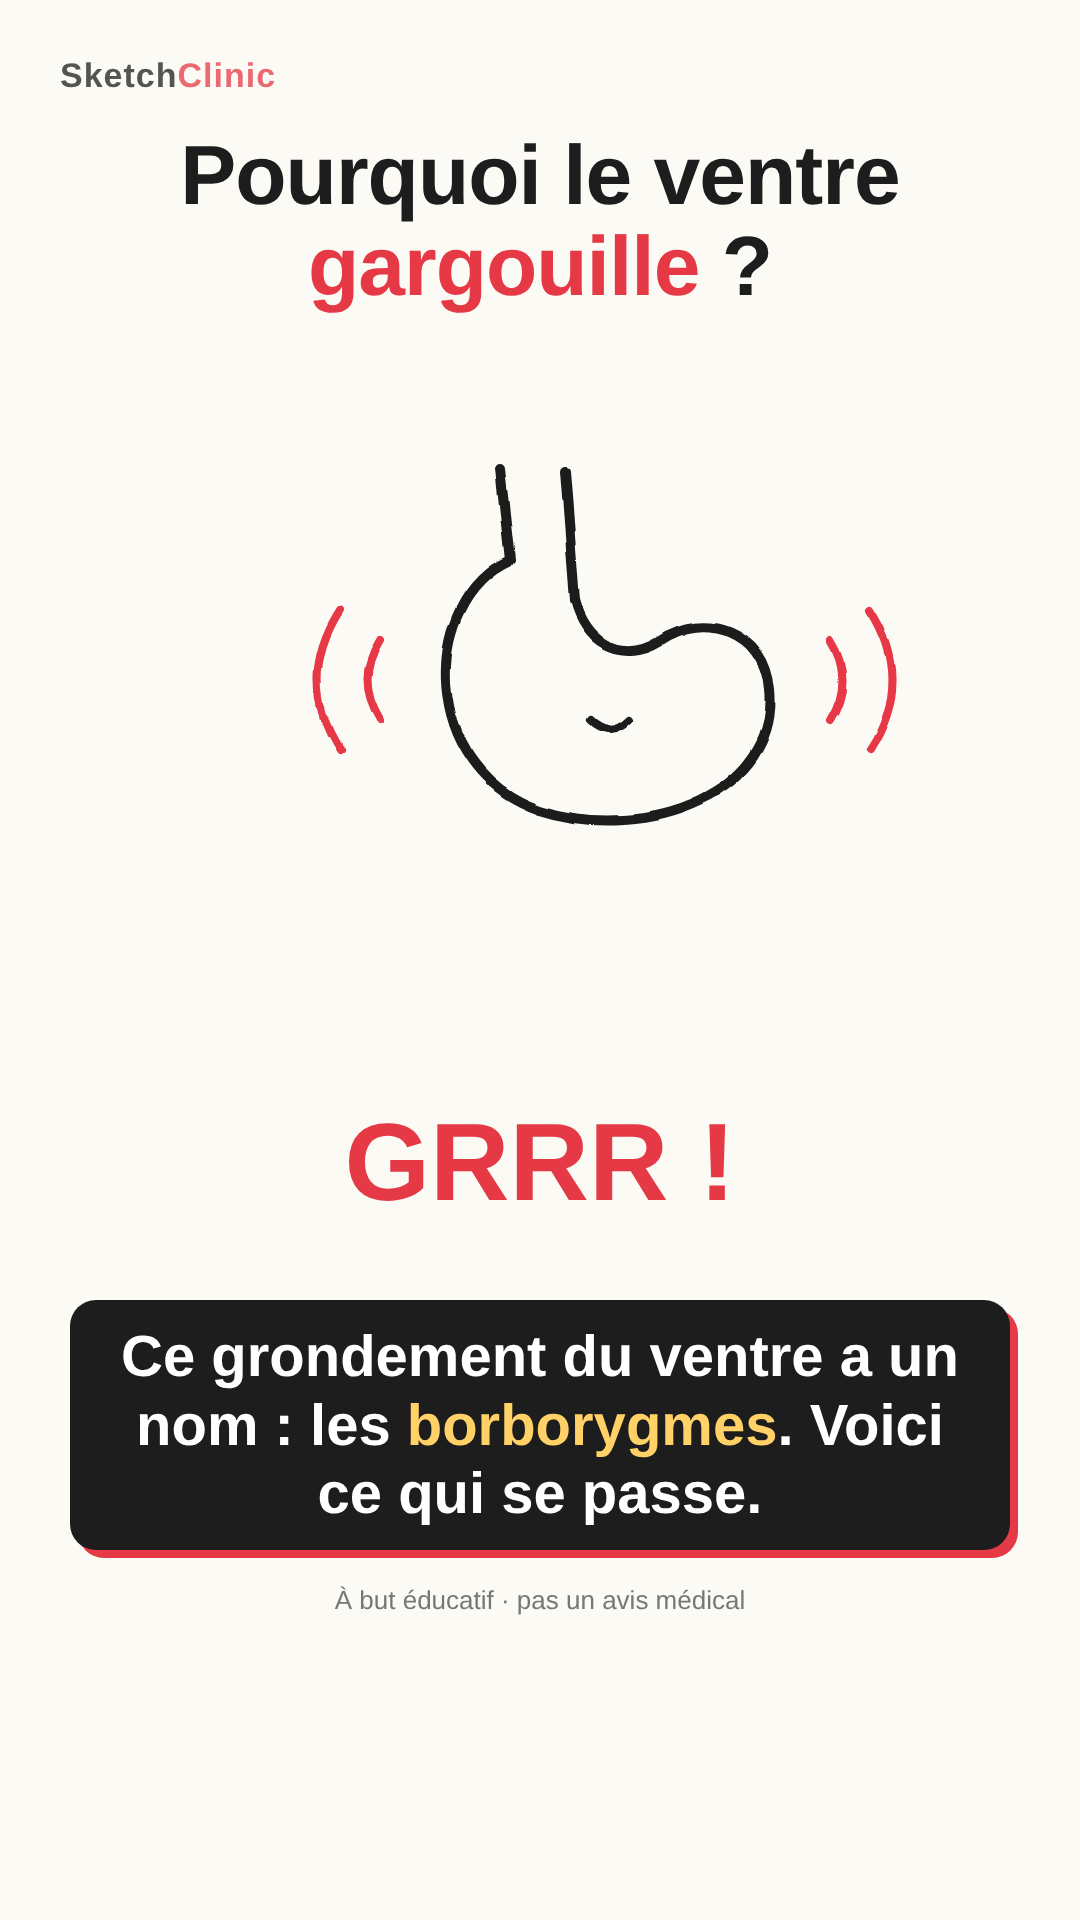 SketchClinic
Pourquoi le ventre
gargouille ?
GRRR !
Ce grondement du ventre a un
nom : les borborygmes. Voici
ce qui se passe.
À but éducatif · pas un avis médical